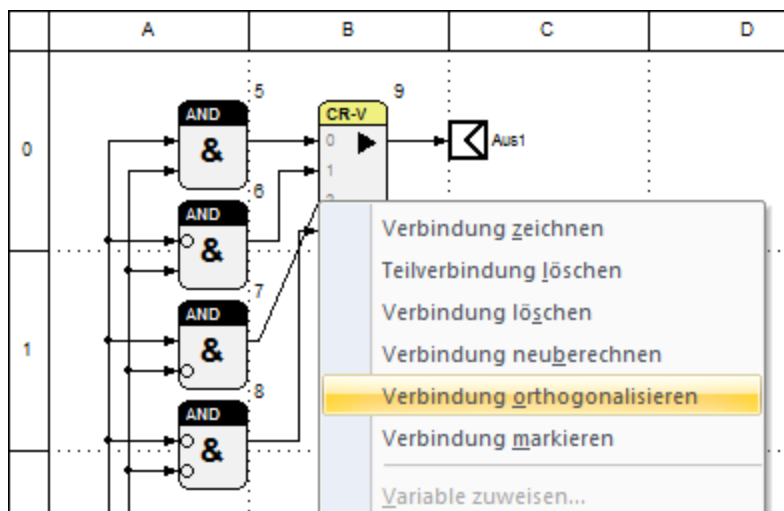 A B C D
5 9
AND CR-V
0 & 0 Aus1
1
6
AND
&
Verbindung zeichnen
Teilverbindung löschen
7
AND
Verbindung löschen
1 &
Verbindung neuberechnen
8
Verbindung orthogonalisieren
AND
&
Verbindung markieren
Variable zuweisen...